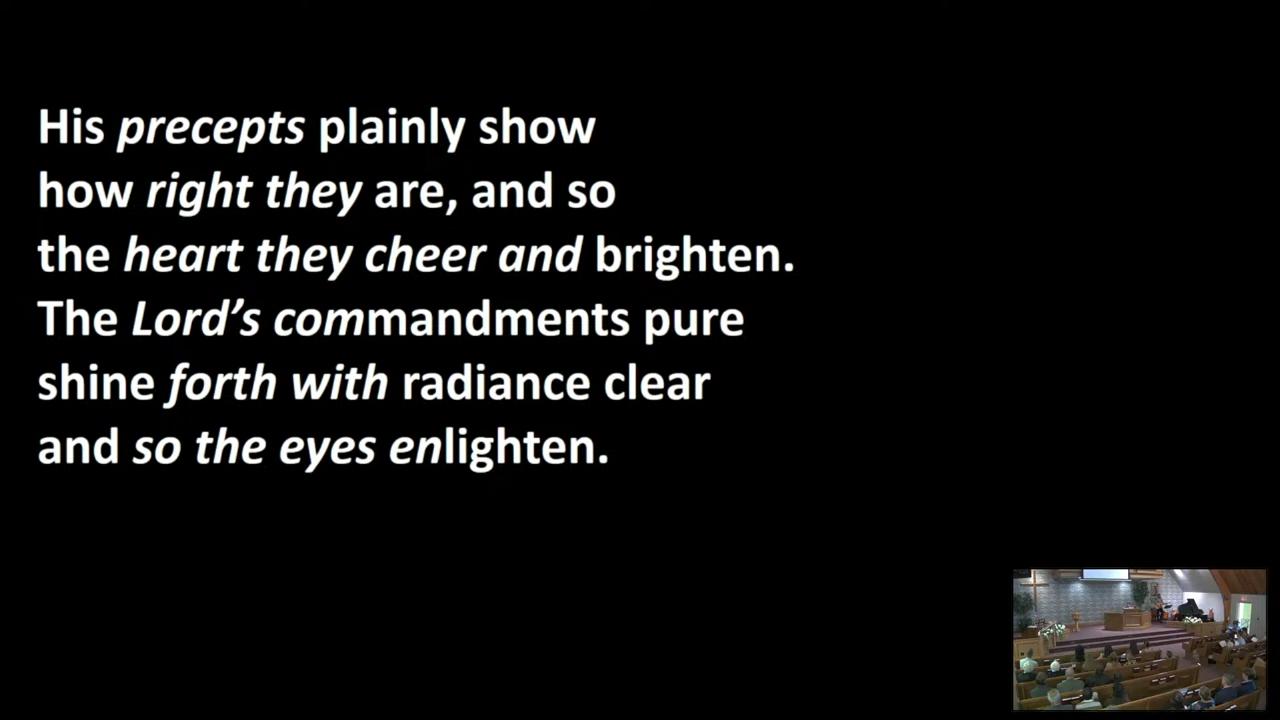 His precepts plainly show
how right they are, and so
the heart they cheer and brighten.
The Lord’s commandments pure
shine forth with radiance clear
and so the eyes enlighten.